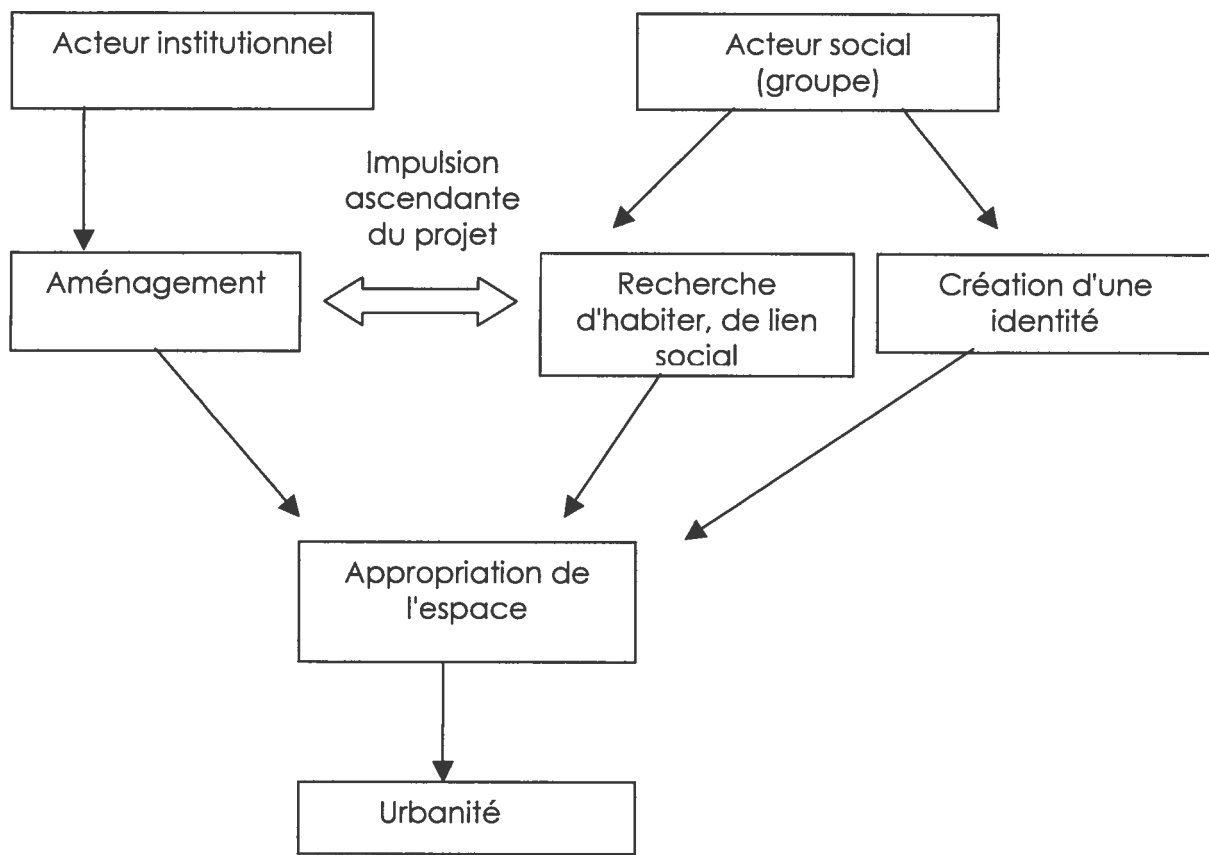 Acteur institutionnel
Acteur social
(groupe)
Impulsion
ascendante
du projet
Aménagement
Recherche
d'habiter, de lien
social
Création d'une
identité
Appropriation de
l'espace
Urbanité